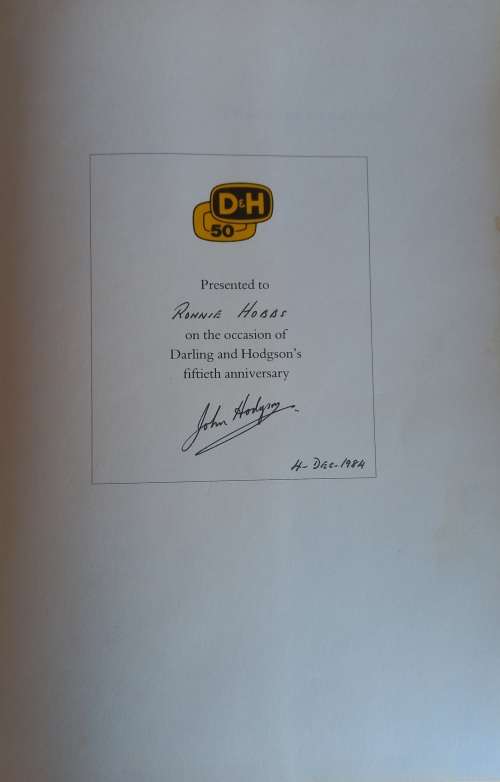 D&H
50
Presented to
RONNIE HOBBS
on the occasion of
Darling and Hodgson's
fiftieth anniversary
John Hodgson
4-DEC-1984